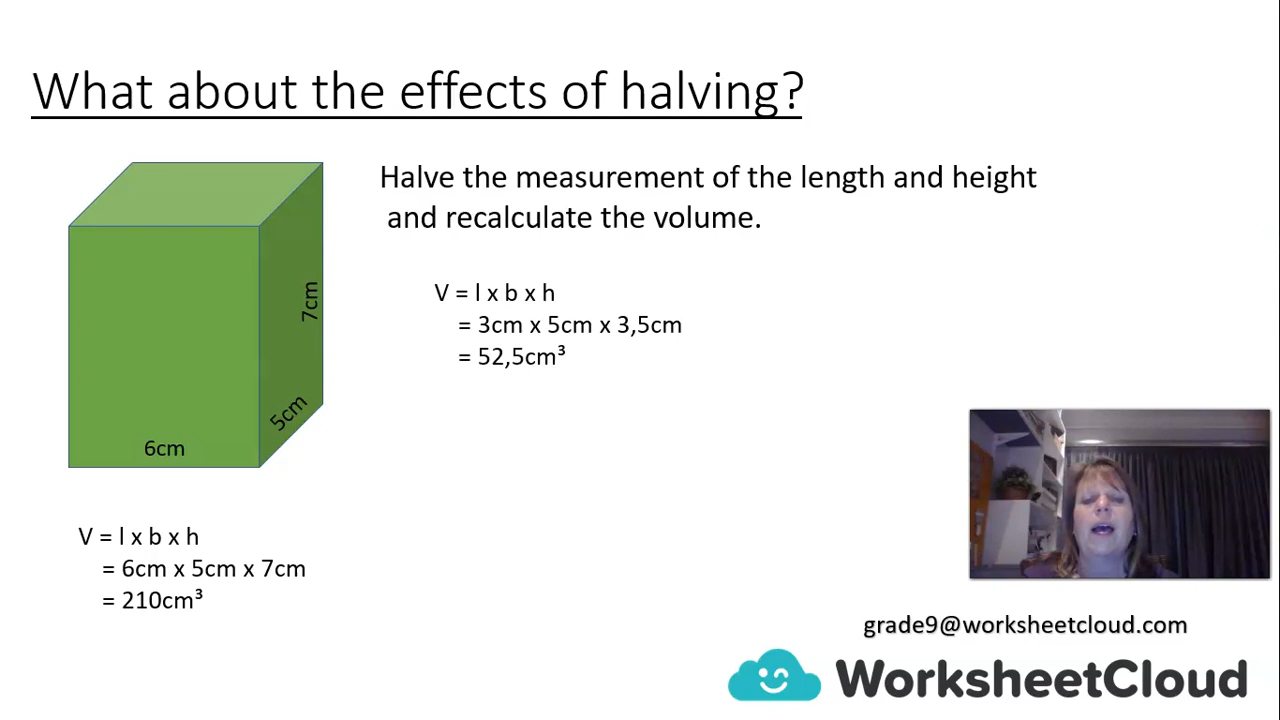 What about the effects of halving?
Halve the measurement of the length and height
and recalculate the volume.
V = l x b x h
= 3cm x 5cm x 3,5cm
= 52,5cm³
7cm
5cm
6cm
V = l x b x h
= 6cm x 5cm x 7cm
= 210cm³
grade9@worksheetcloud.com
WorksheetCloud